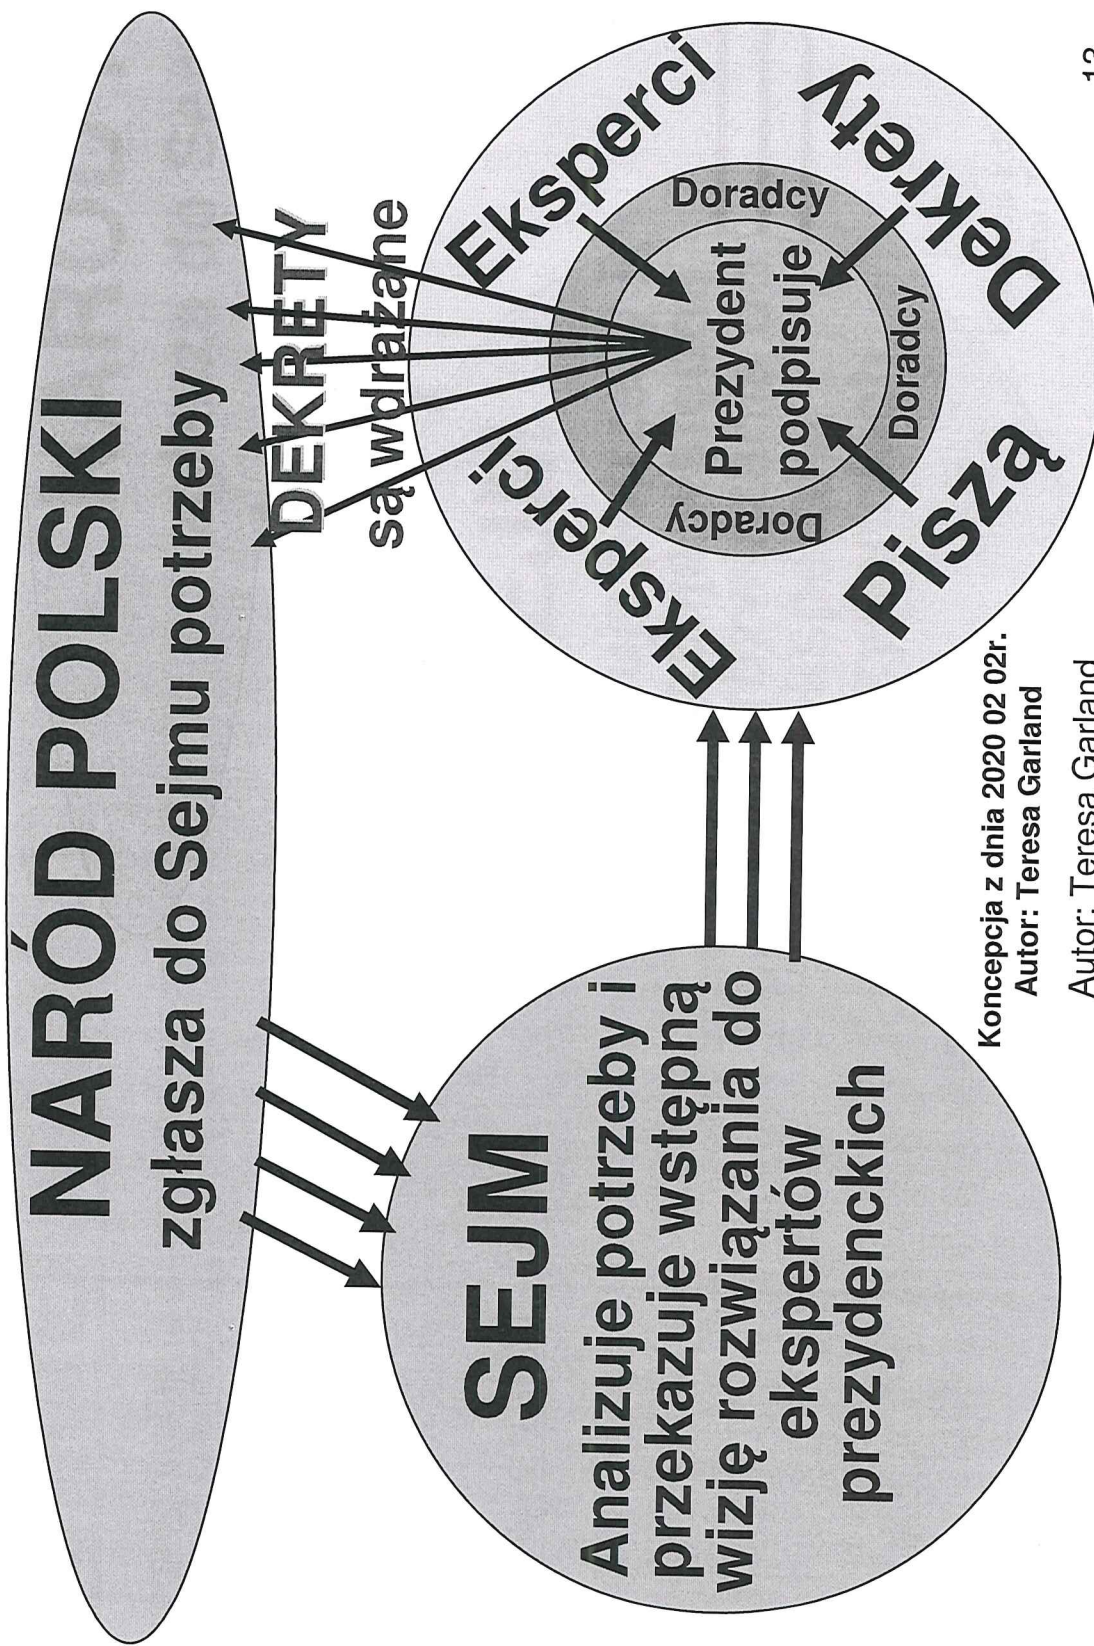 NARÓD POLSKI
zgłasza do Sejmu potrzeby
DEKRETY
są wdrażane
SEJM
Analizuje potrzeby i
przekazuje wstępną
wizję rozwiązania do
ekspertów
prezydenckich
Eksperci
Eksperci
Piszą
Dekrety
Doradcy
Doradcy
Doradcy
Prezydent
podpisuje
Koncepcja z dnia 2020 02 02r.
Autor: Teresa Garland
Autor: Teresa Garland